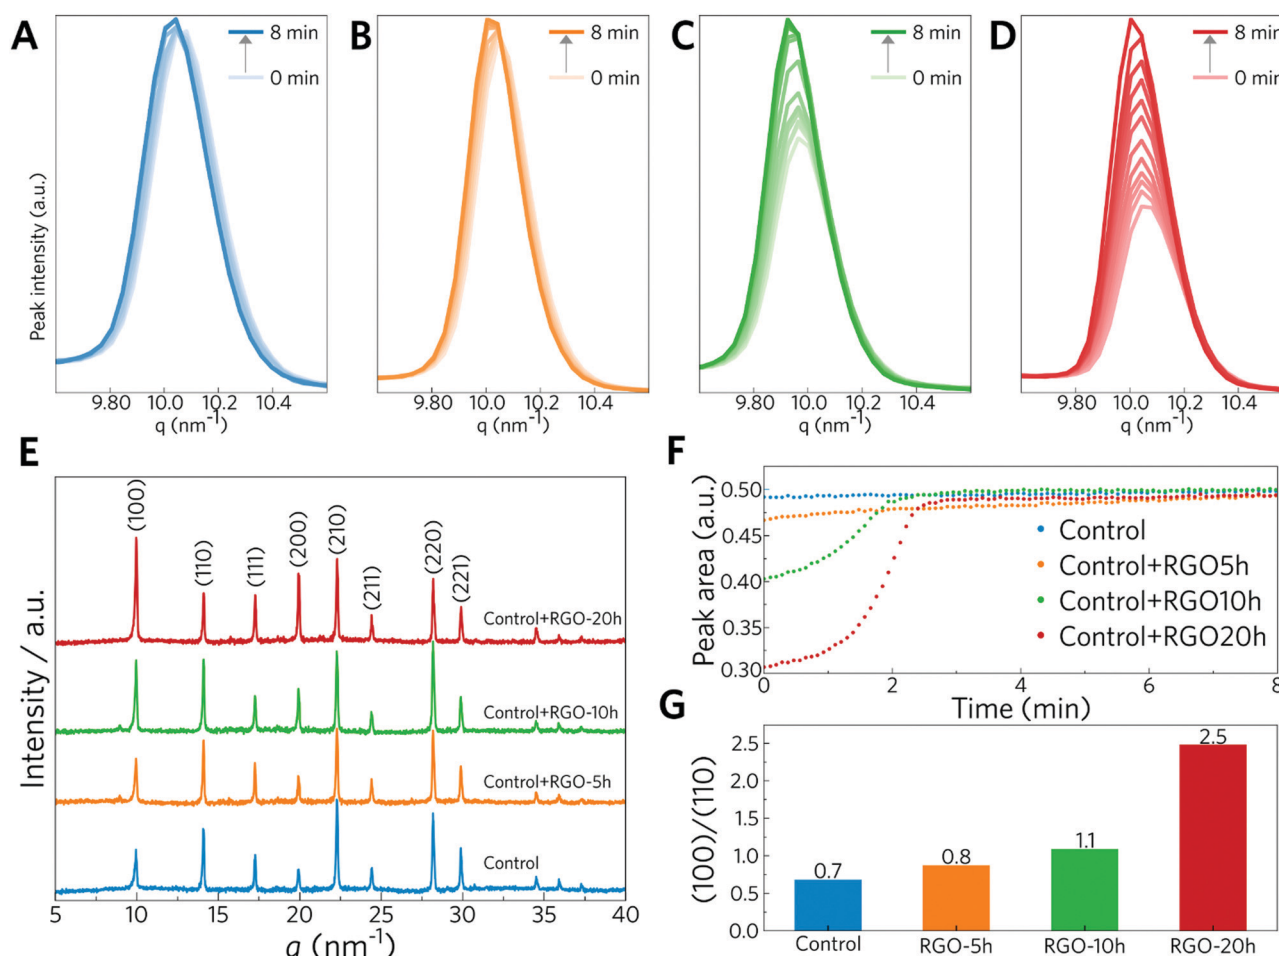 A
8 min
0 min
B
8 min
0 min
C
8 min
0 min
D
8 min
0 min
Peak intensity (a.u.)
9.80 10.0 10.2 10.4
q (nm-1)
9.80 10.0 10.2 10.4
q (nm-1)
9.80 10.0 10.2 10.4
q (nm-1)
9.80 10.0 10.2 10.4
q (nm-1)
E
Intensity / a.u.
(100)
(110)
(111)
(200)
(210)
(211)
(220)
(221)
Control+RGO-20h
Control+RGO-10h
Control+RGO-5h
Control
5 10 15 20 25 30 35 40
q (nm-1)
F
Peak area (a.u.)
0.50
0.45
0.40
0.35
0.30
Control
Control+RGO5h
Control+RGO10h
Control+RGO20h
0 2 4 6 8
Time (min)
G
(100)/(110)
2.5
2.0
1.5
1.0
0.5
0.0
0.7
0.8
1.1
2.5
Control RGO-5h RGO-10h RGO-20h